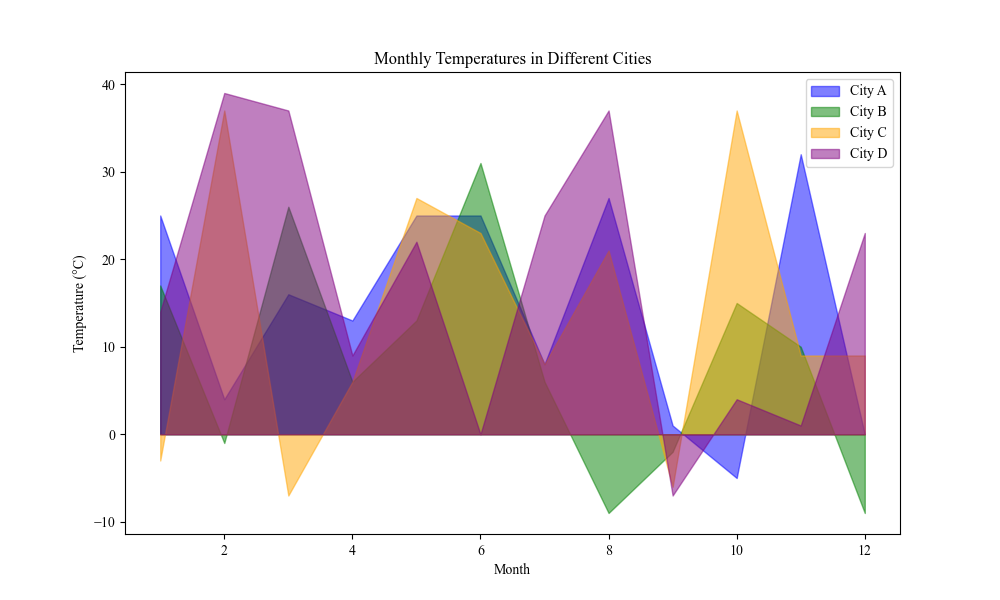 Monthly Temperatures in Different Cities
City A
City B
City C
City D
Temperature (°C)
40
30
20
10
0
−10
2
4
6
8
10
12
Month